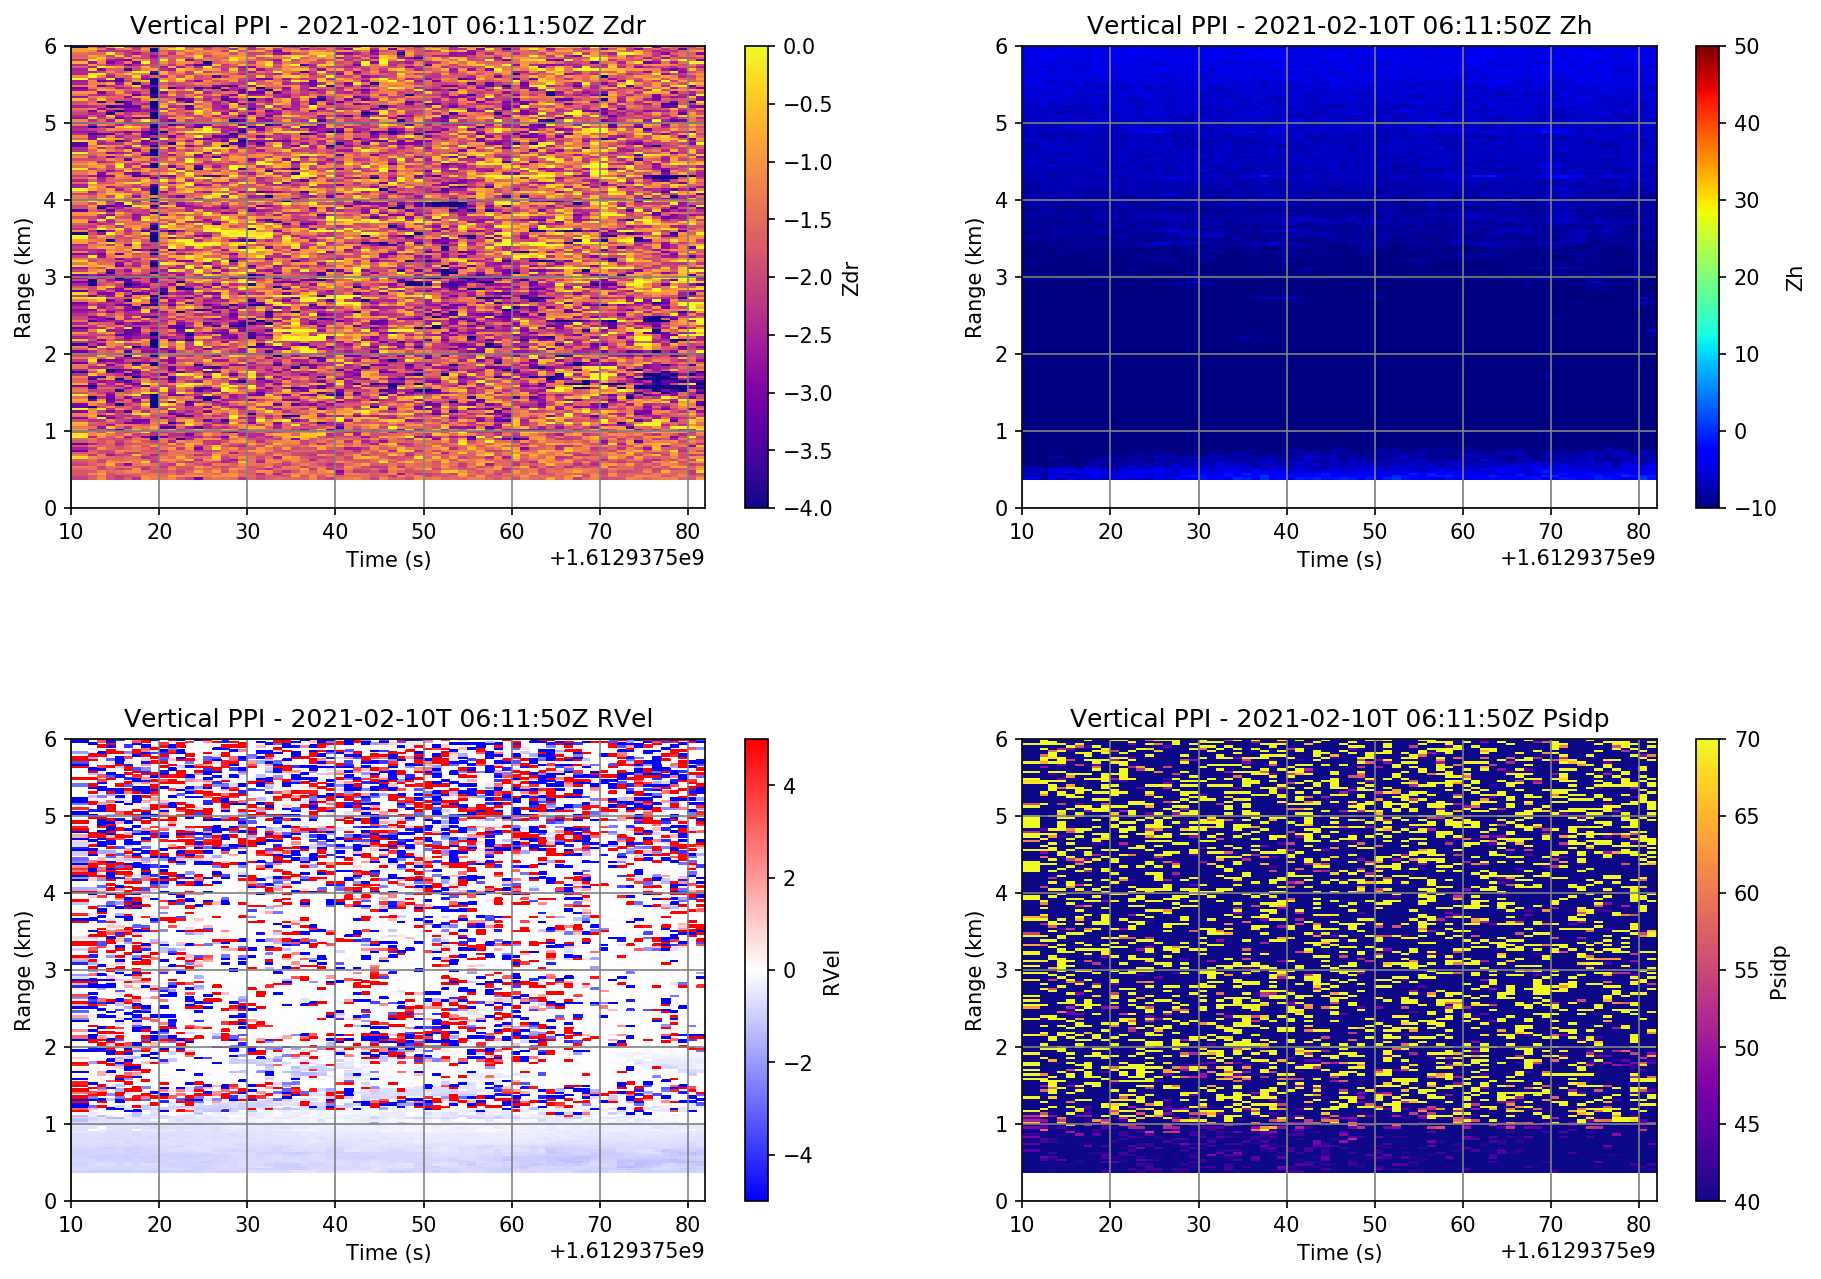 Vertical PPI - 2021-02-10T 06:11:50Z Zdr
6
5
4
3
2
1
0
Range (km)
10 20 30 40 50 60 70 80
Time (s)
+1.6129375e9
0.0
−0.5
−1.0
−1.5
−2.0
−2.5
−3.0
−3.5
−4.0
Zdr
Vertical PPI - 2021-02-10T 06:11:50Z Zh
6
5
4
3
2
1
0
Range (km)
10 20 30 40 50 60 70 80
Time (s)
+1.6129375e9
50
40
30
20
10
0
−10
Zh
Vertical PPI - 2021-02-10T 06:11:50Z RVel
6
5
4
3
2
1
0
Range (km)
10 20 30 40 50 60 70 80
Time (s)
+1.6129375e9
4
2
0
−2
−4
RVel
Vertical PPI - 2021-02-10T 06:11:50Z Psidp
6
5
4
3
2
1
0
Range (km)
10 20 30 40 50 60 70 80
Time (s)
+1.6129375e9
70
65
60
55
50
45
40
Psidp